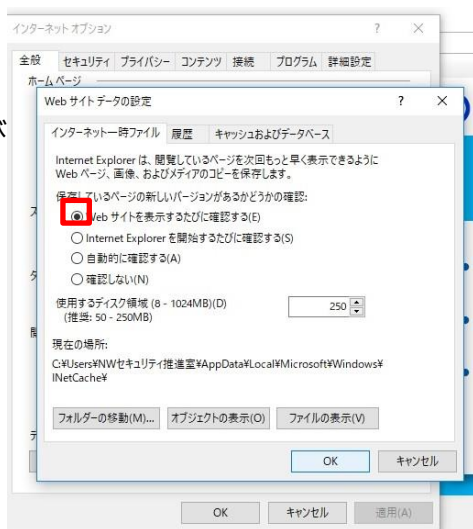 インターネット オプション ? ×
全般 セキュリティ プライバシー コンテンツ 接続 プログラム 詳細設定
ホーム ページ
Web サイト データの設定 ? ×
インターネット一時ファイル 履歴 キャッシュおよびデータベース
Internet Explorer は、閲覧しているページを次回もっと早く表示できるように
Web ページ、画像、およびメディアのコピーを保存します。
保存しているページの新しいバージョンがあるかどうかの確認:
Web サイトを表示するたびに確認する(E)
Internet Explorer を開始するたびに確認する(S)
自動的に確認する(A)
確認しない(N)
使用するディスク領域 (8 - 1024MB)(D)
250
(推奨: 50 - 250MB)
現在の場所:
C:¥Users¥NWセキュリティ推進室¥AppData¥Local¥Microsoft¥Windows¥
INetCache¥
フォルダーの移動(M)... オブジェクトの表示(O) ファイルの表示(V)
OK キャンセル
OK キャンセル 適用(A)